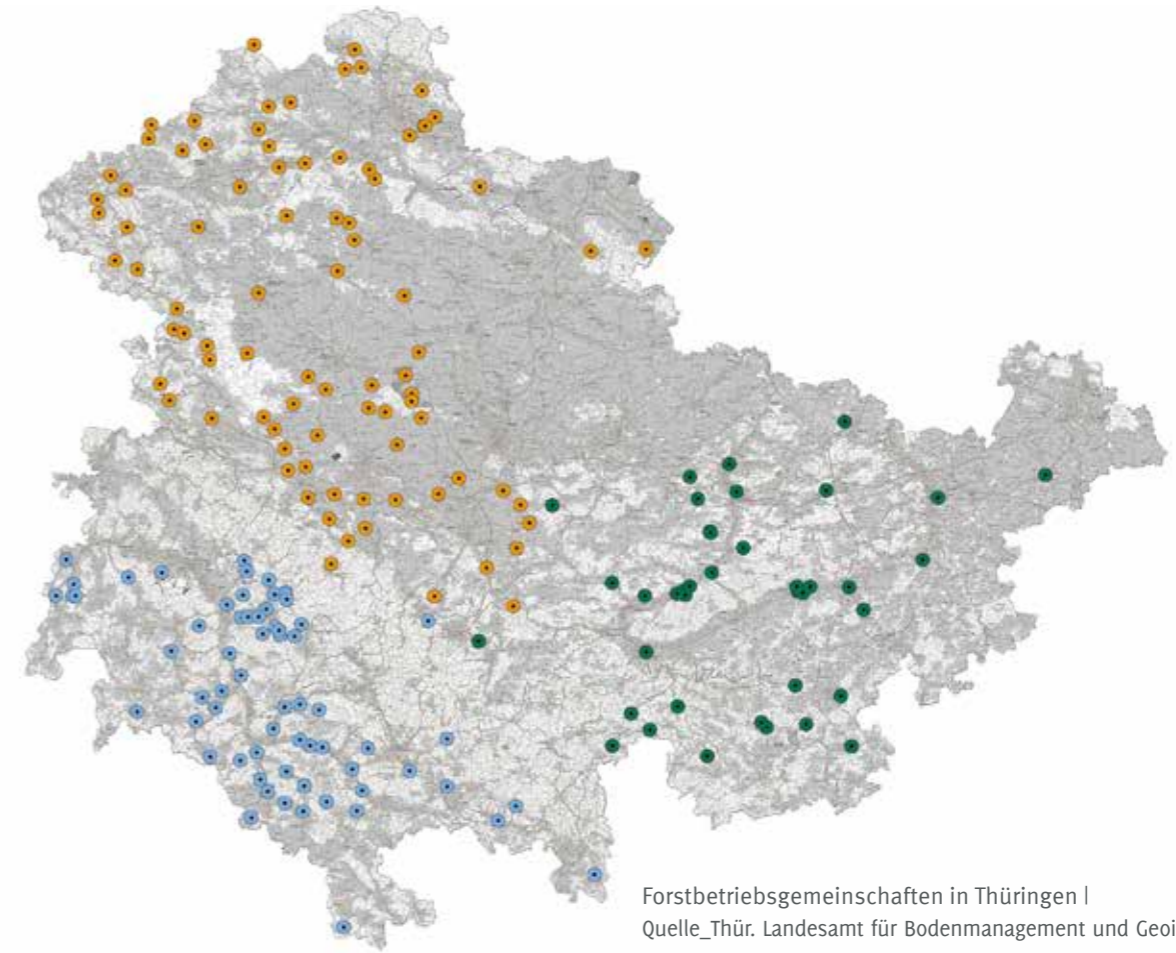 Forstbetriebsgemeinschaften in Thüringen |
Quelle_Thür. Landesamt für Bodenmanagement und Geoi